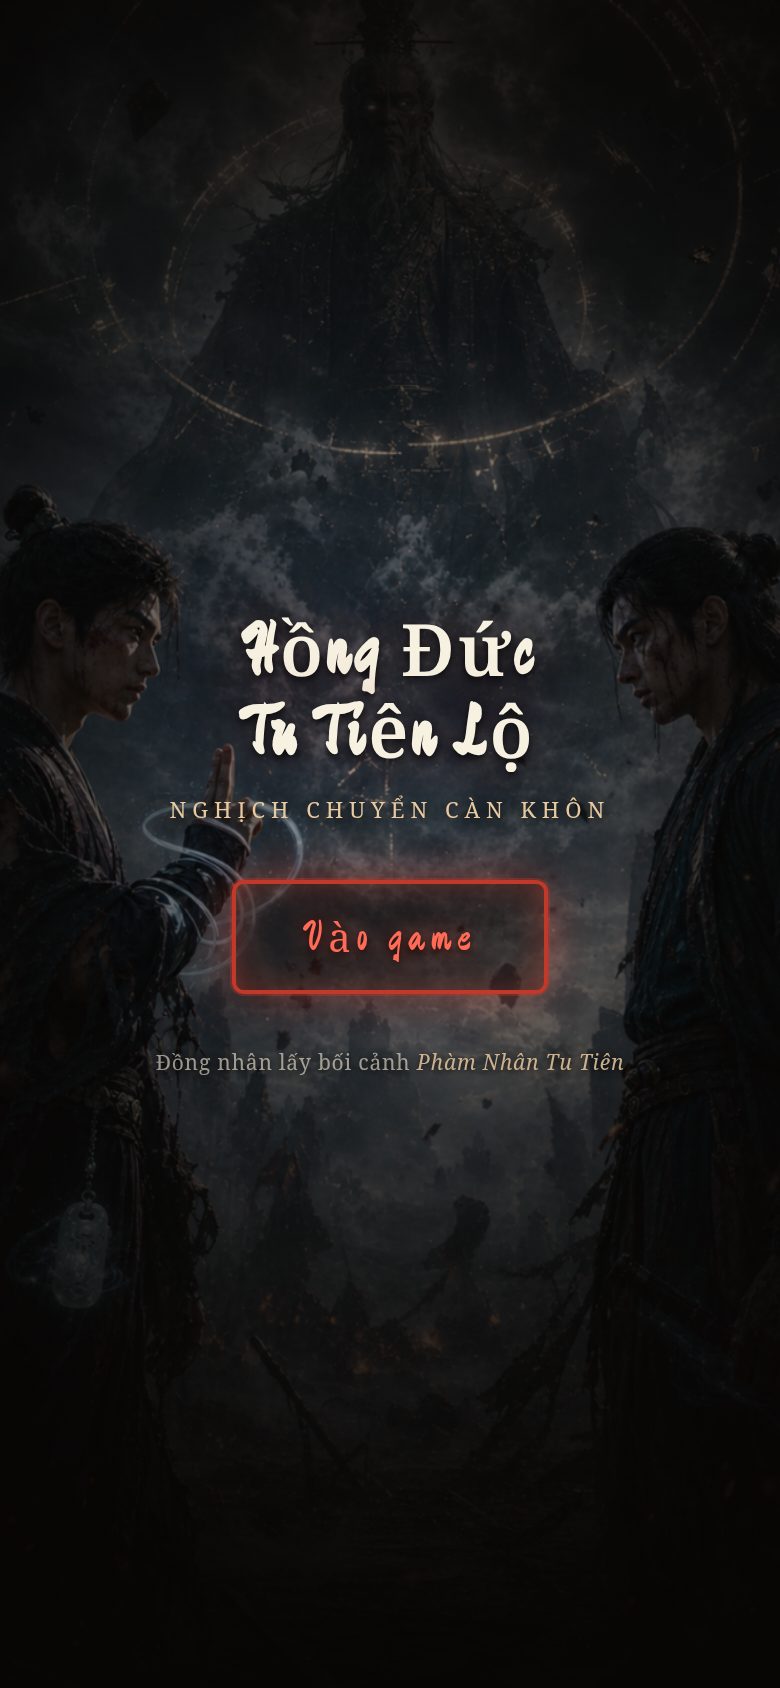 Hồng Đức
Tu Tiên Lộ
NGHỊCH CHUYỂN CÀN KHÔN
Vào game
Đồng nhân lấy bối cảnh Phàm Nhân Tu Tiên